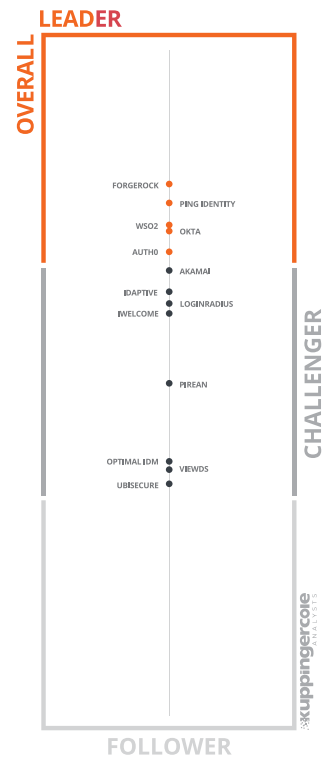 LEADER
OVERALL
FORGEROCK
PING IDENTITY
WSO2
OKTA
AUTH0
AKAMAI
IDAPTIVE
LOGINRADIUS
IWELCOME
CHALLENGER
PIREAN
OPTIMAL IDM
VIEWDS
UBISECURE
kuppingercole
ANALYSTS
FOLLOWER